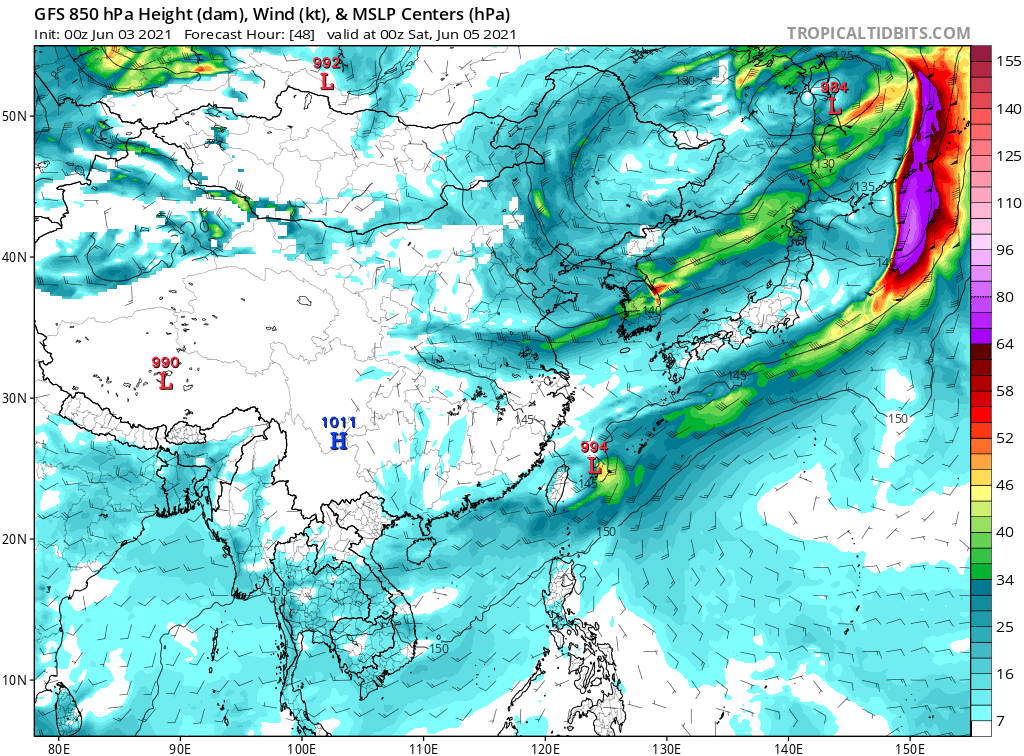 GFS 850 hPa Height (dam), Wind (kt), & MSLP Centers (hPa)
Init: 00z Jun 03 2021 Forecast Hour: [48] valid at 00z Sat, Jun 05 2021
TROPICALTIDBITS.COM
992
L
125
130
984
L
155
50N
140
130
125
135
110
40N
140
96
140
80
990
L
64
145
58
30N
1011
H
145
150
52
994
L
145
46
20N
150
40
34
150
25
150
16
10N
7
80E 90E 100E 110E 120E 130E 140E 150E